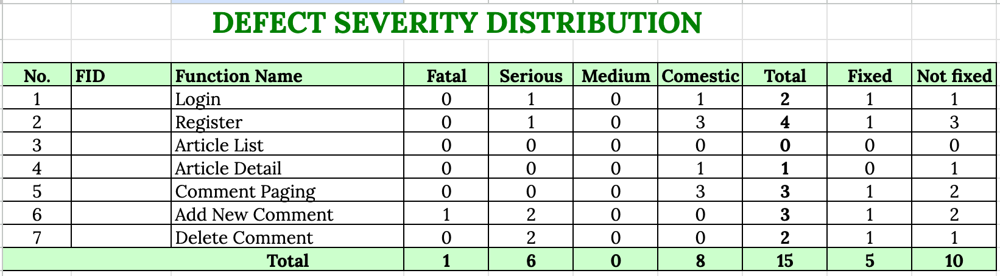 DEFECT SEVERITY DISTRIBUTION
No. FID Function Name Fatal Serious Medium Comestic Total Fixed Not fixed
1 Login 0 1 0 1 2 1 1
2 Register 0 1 0 3 4 1 3
3 Article List 0 0 0 0 0 0 0
4 Article Detail 0 0 0 1 1 0 1
5 Comment Paging 0 0 0 3 3 1 2
6 Add New Comment 1 2 0 0 3 1 2
7 Delete Comment 0 2 0 0 2 1 1
Total 1 6 0 8 15 5 10